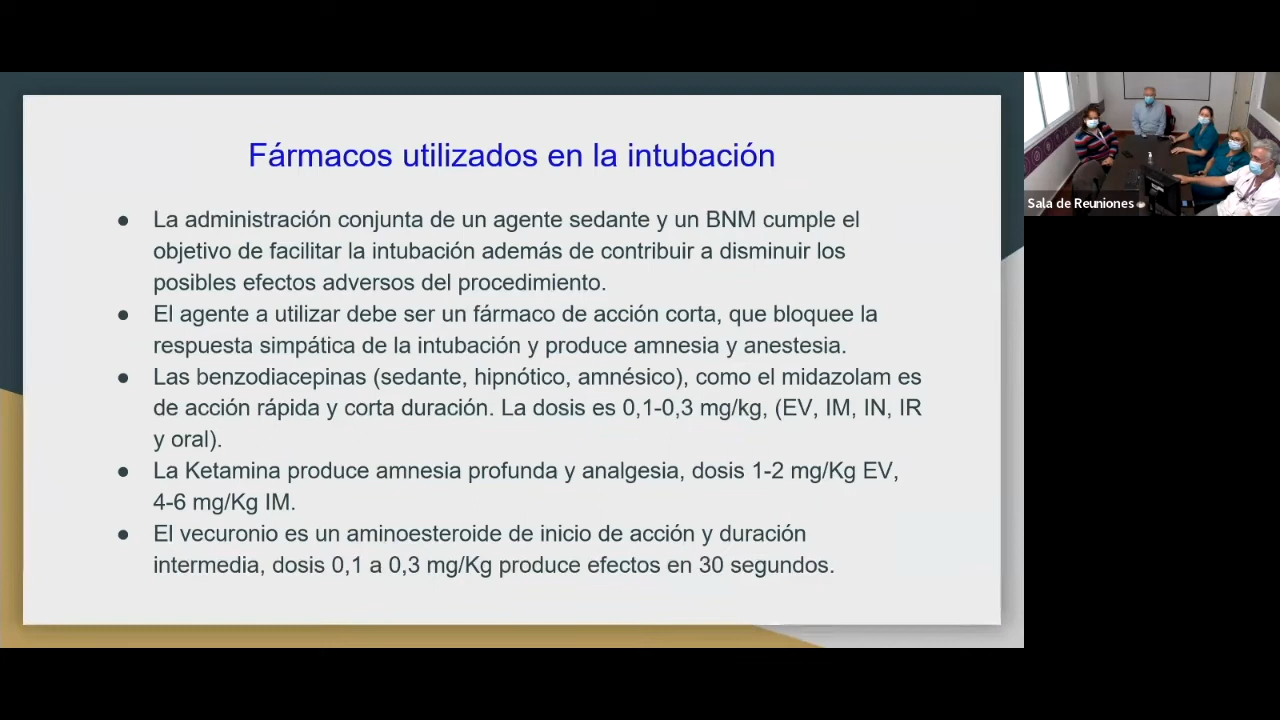 Fármacos utilizados en la intubación
● La administración conjunta de un agente sedante y un BNM cumple el
objetivo de facilitar la intubación además de contribuir a disminuir los
posibles efectos adversos del procedimiento.
● El agente a utilizar debe ser un fármaco de acción corta, que bloquee la
respuesta simpática de la intubación y produce amnesia y anestesia.
● Las benzodiacepinas (sedante, hipnótico, amnésico), como el midazolam es
de acción rápida y corta duración. La dosis es 0,1-0,3 mg/kg, (EV, IM, IN, IR
y oral).
● La Ketamina produce amnesia profunda y analgesia, dosis 1-2 mg/Kg EV,
4-6 mg/Kg IM.
● El vecuronio es un aminoesteroide de inicio de acción y duración
intermedia, dosis 0,1 a 0,3 mg/Kg produce efectos en 30 segundos.
Sala de Reuniones